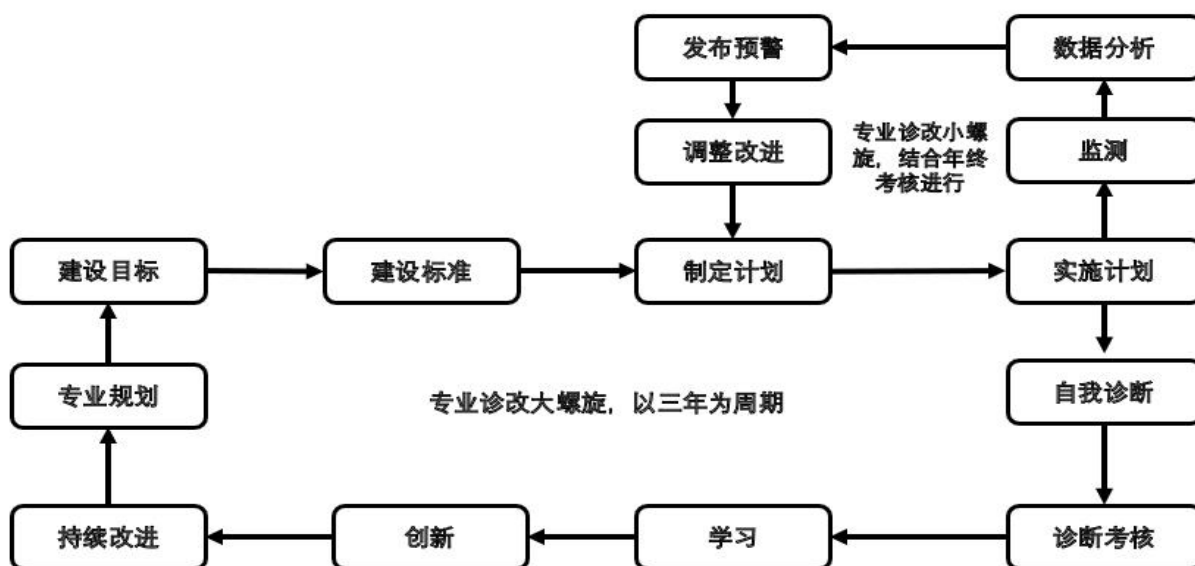 发布预警
数据分析
调整改进
专业诊改小螺
旋，结合年终
考核进行
监测
建设目标
建设标准
制定计划
实施计划
专业规划
专业诊改大螺旋，以三年为周期
自我诊断
持续改进
创新
学习
诊断考核